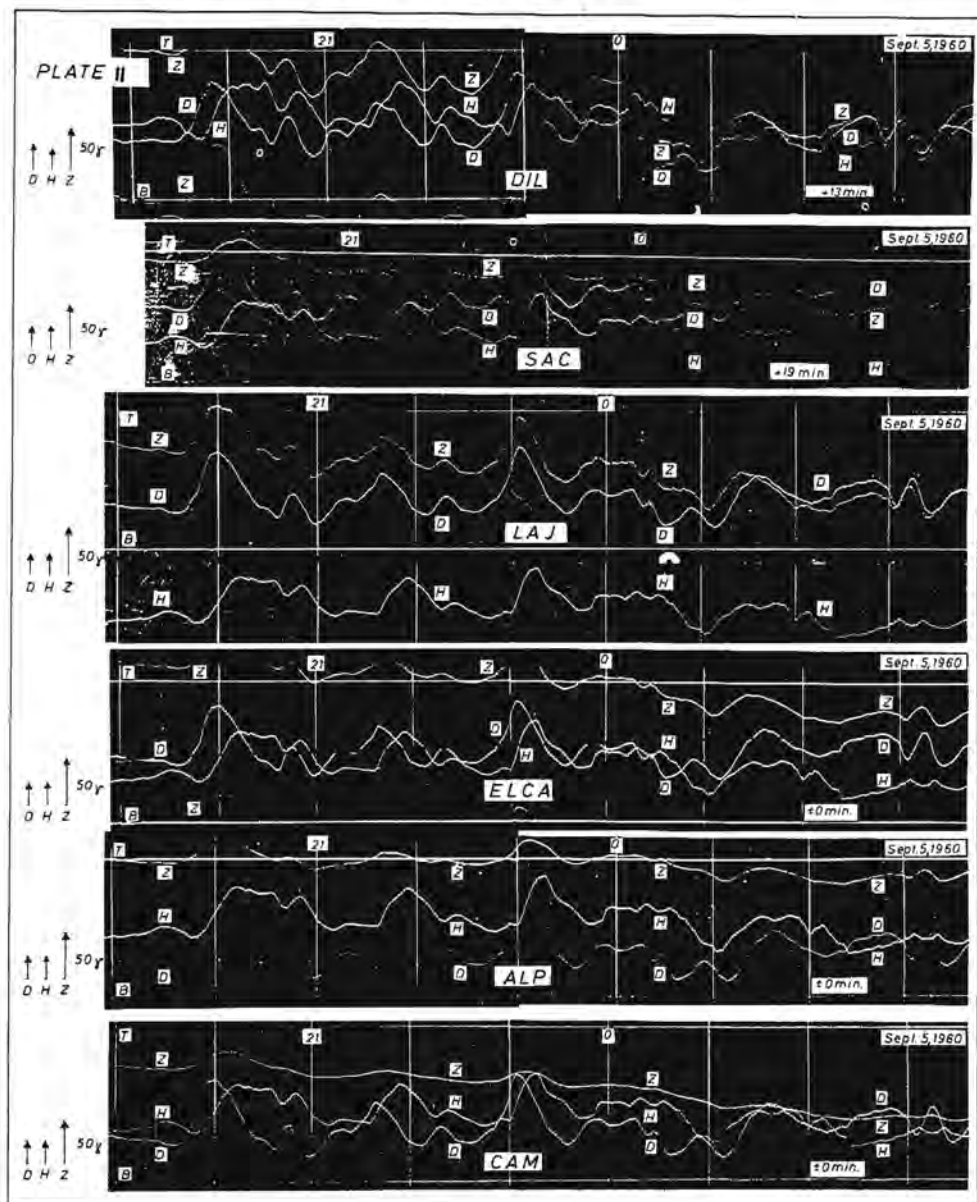 PLATE II
T 21 0 Sept. 5, 1960
Z
D H Z
H H Z
Z D
D D H
50γ
D H Z
Z DIL
B +13 min
T 21 0 Sept. 5, 1960
Z Z Z D
D D D Z
50γ
H H
D H Z
SAC H H
B +19 min
T 21 0 Sept. 5, 1960
Z Z Z
D D D
LAJ
B D
50γ
D H Z
H H H H
T Z 21 Z 0 Sept. 5, 1960
Z Z
D D H D
H
ELCA D H
50γ
D H Z
B Z ±0 min.
T 21 0 Sept. 5, 1960
Z Z Z Z
H H H D
H
D D D
50γ
D H Z
B ALP ±0 min.
T 21 0 Sept. 5, 1960
Z Z Z
H H H D
Z
D D D H
50γ
D H Z
B CAM ±0 min.